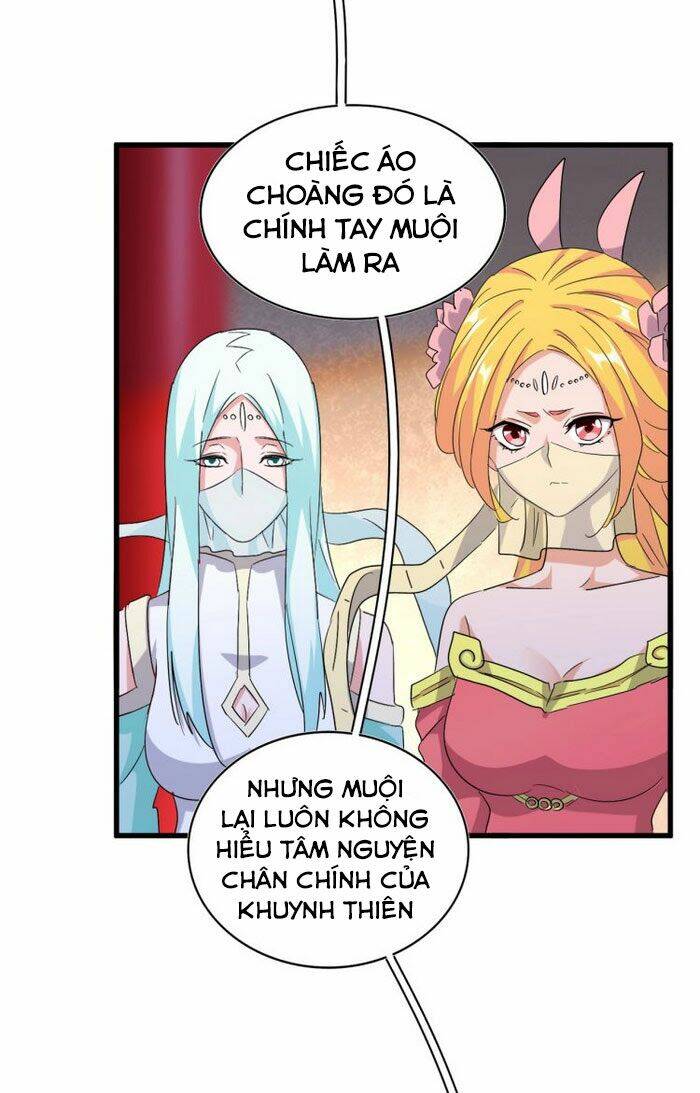 CHIẾC ÁO
CHOÀNG ĐÓ LÀ
CHÍNH TAY MUỘI
LÀM RA
NHƯNG MUỘI
LẠI LUÔN KHÔNG
HIỂU TÂM NGUYỆN
CHÂN CHÍNH CỦA
KHUYNH THIÊN